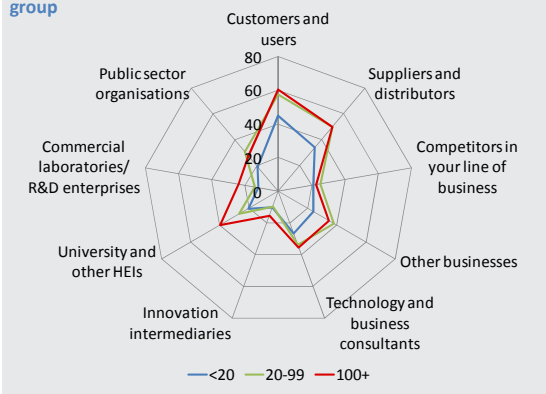 group
Customers and
users
Suppliers and
distributors
Competitors in
your line of
business
Other businesses
Technology and
business
consultants
Innovation
intermediaries
University and
other HEIs
Commercial
laboratories/
R&D enterprises
Public sector
organisations
80
60
40
20
0
<20
20-99
100+